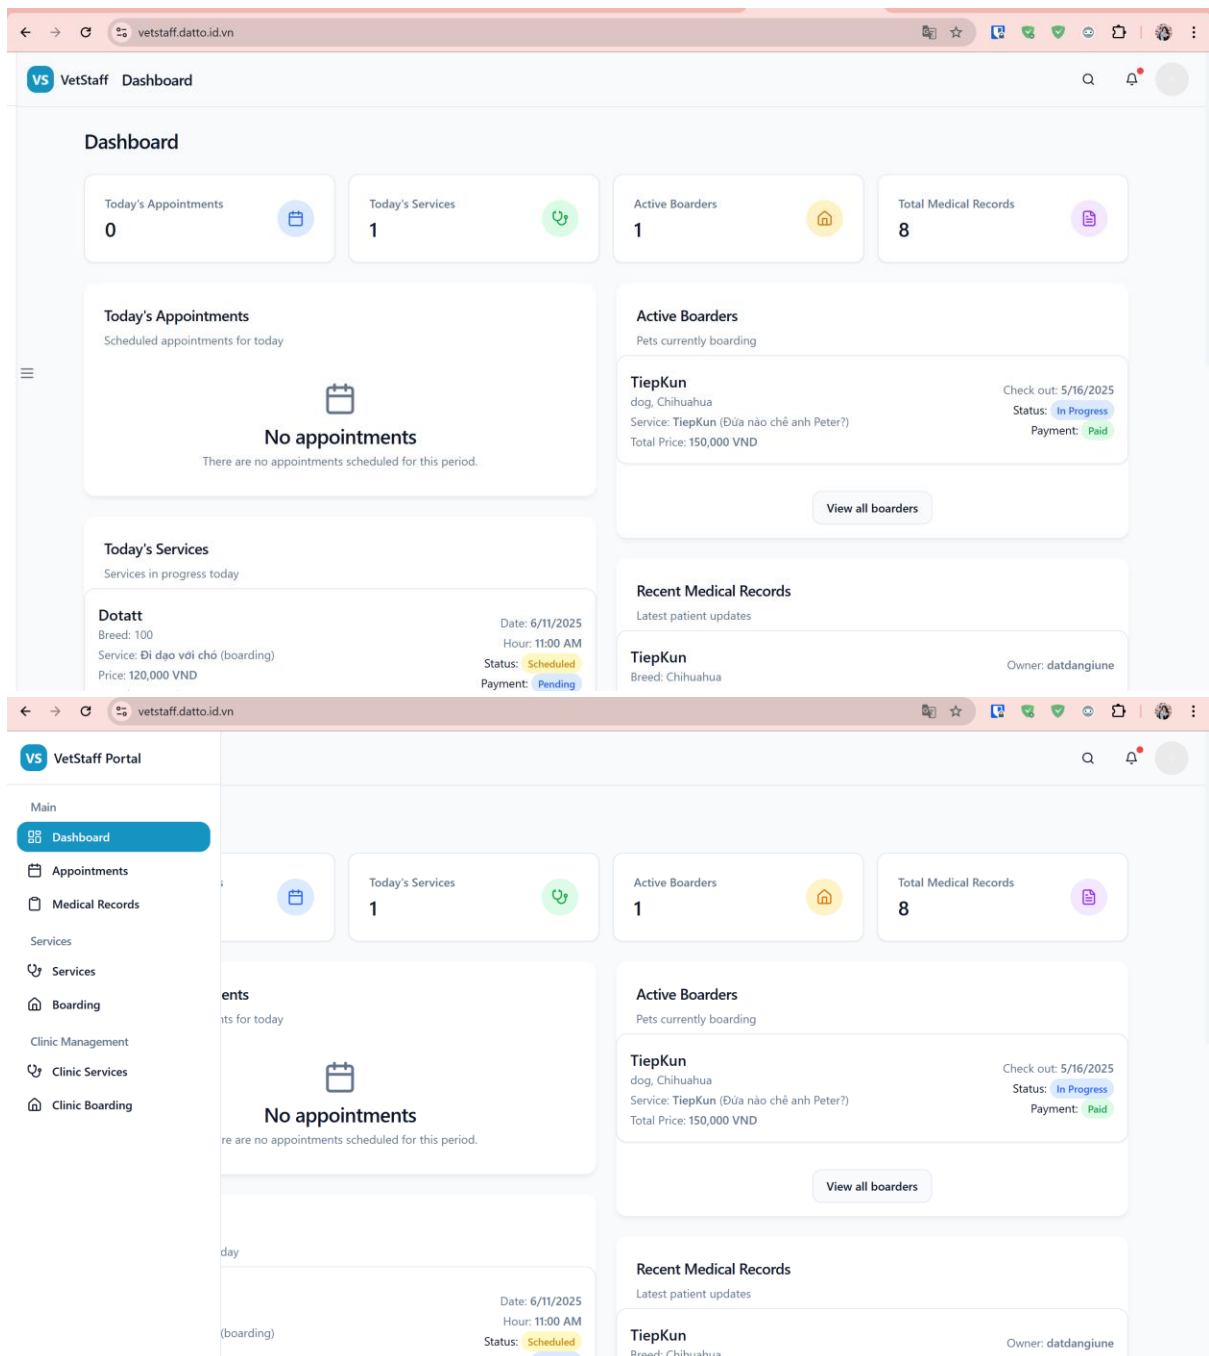 vetstaff.datto.id.vn
VS VetStaff Dashboard
Dashboard
Today's Appointments
0
Today's Services
1
Active Boarders
1
Total Medical Records
8
Today's Appointments
Scheduled appointments for today
No appointments
There are no appointments scheduled for this period.
Active Boarders
Pets currently boarding
TiepKun
dog, Chihuahua
Service: TiepKun (Đứa nào chê anh Peter?)
Total Price: 150,000 VND
Check out: 5/16/2025
Status: In Progress
Payment: Paid
View all boarders
Today's Services
Services in progress today
Dotatt
Breed: 100
Service: Đi dạo với chó (boarding)
Price: 120,000 VND
Date: 6/11/2025
Hour: 11:00 AM
Status: Scheduled
Payment: Pending
Recent Medical Records
Latest patient updates
TiepKun
Breed: Chihuahua
Owner: datdangiune
vetstaff.datto.id.vn
VS VetStaff Portal
Main
Dashboard
Appointments
Medical Records
Services
Services
Boarding
Clinic Management
Clinic Services
Clinic Boarding
s
Today's Services
1
Active Boarders
1
Total Medical Records
8
ents
nts for today
No appointments
re are no appointments scheduled for this period.
Active Boarders
Pets currently boarding
TiepKun
dog, Chihuahua
Service: TiepKun (Đứa nào chê anh Peter?)
Total Price: 150,000 VND
Check out: 5/16/2025
Status: In Progress
Payment: Paid
View all boarders
day
(boarding)
Date: 6/11/2025
Hour: 11:00 AM
Status: Scheduled
Recent Medical Records
Latest patient updates
TiepKun
Breed: Chihuahua
Owner: datdangiune